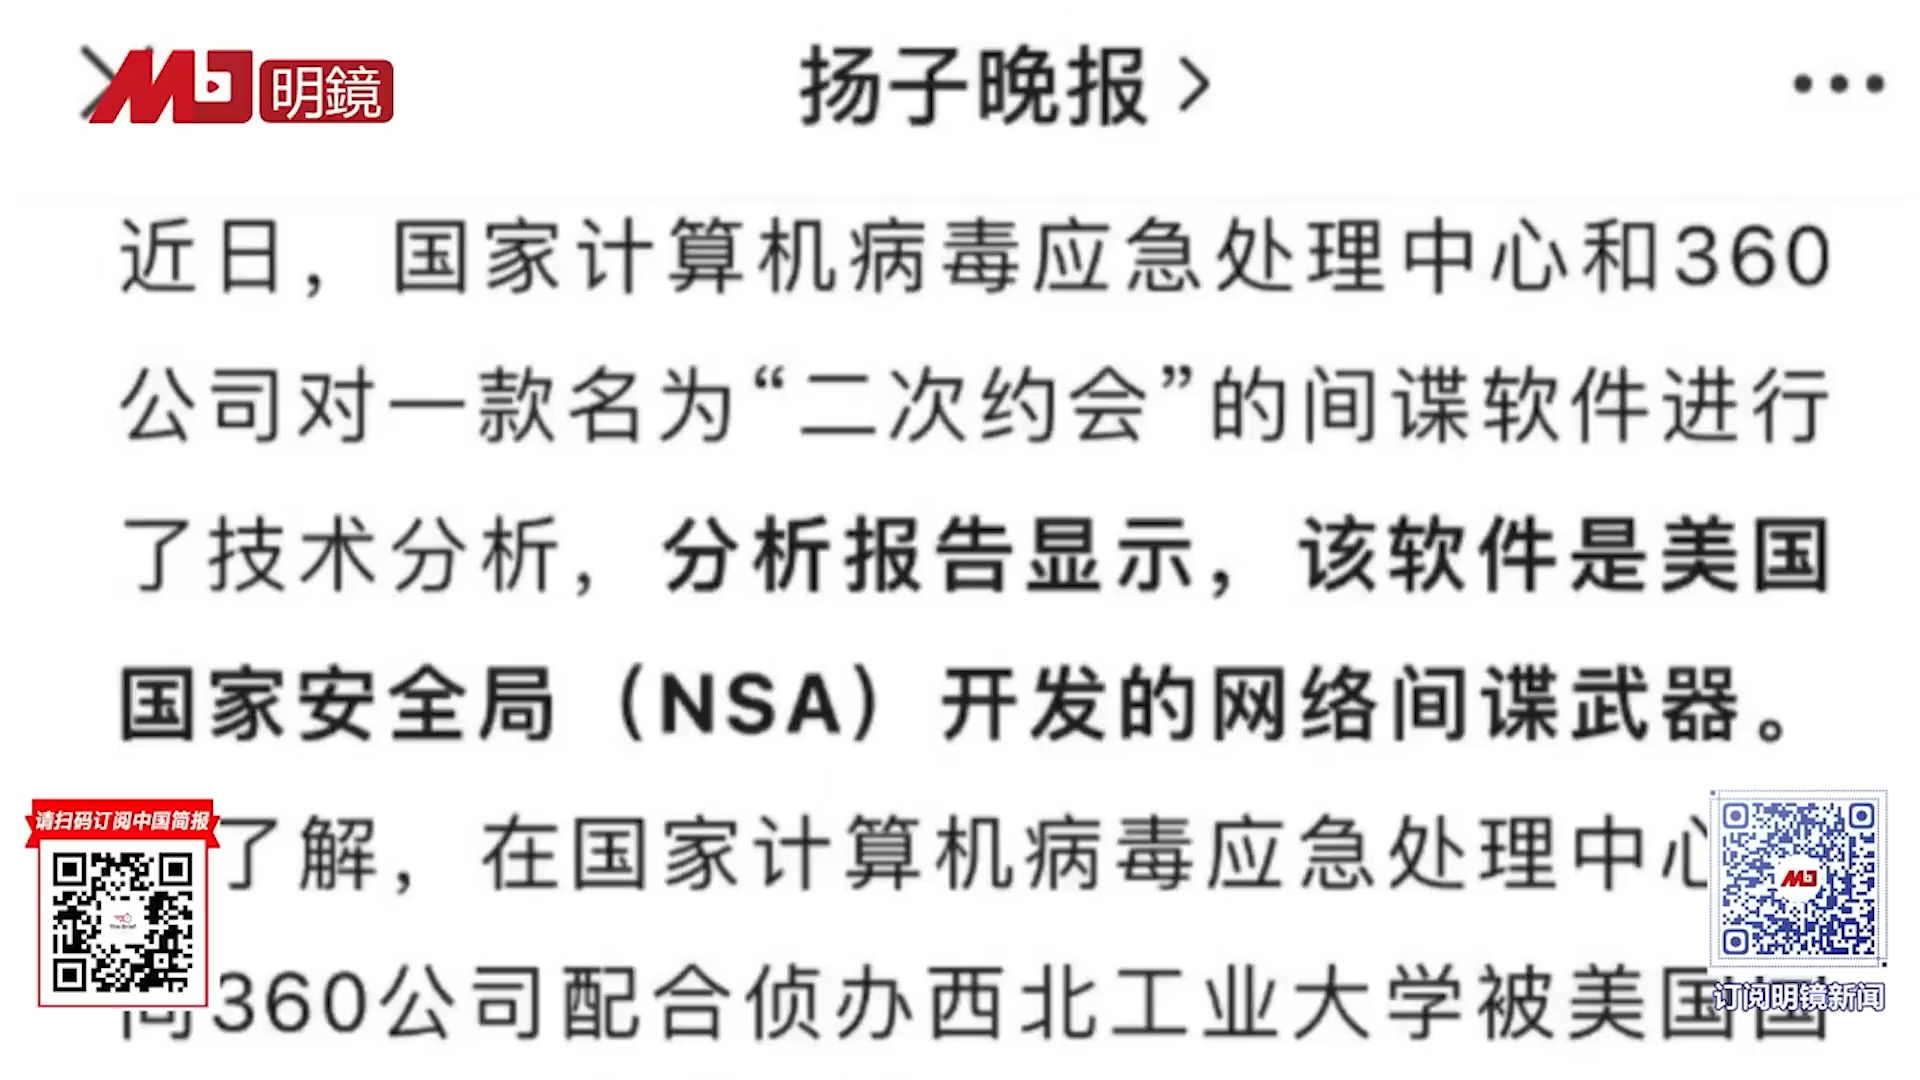 明鏡
扬子晚报
近日，国家计算机病毒应急处理中心和360
公司对一款名为“二次约会”的间谍软件进行
了技术分析，分析报告显示，该软件是美国
国家安全局（NSA）开发的网络间谍武器。
了解，在国家计算机病毒应急处理中心
360公司配合侦办西北工业大学被美国国
请扫码订阅中国简报
The Brief
订阅明镜新闻